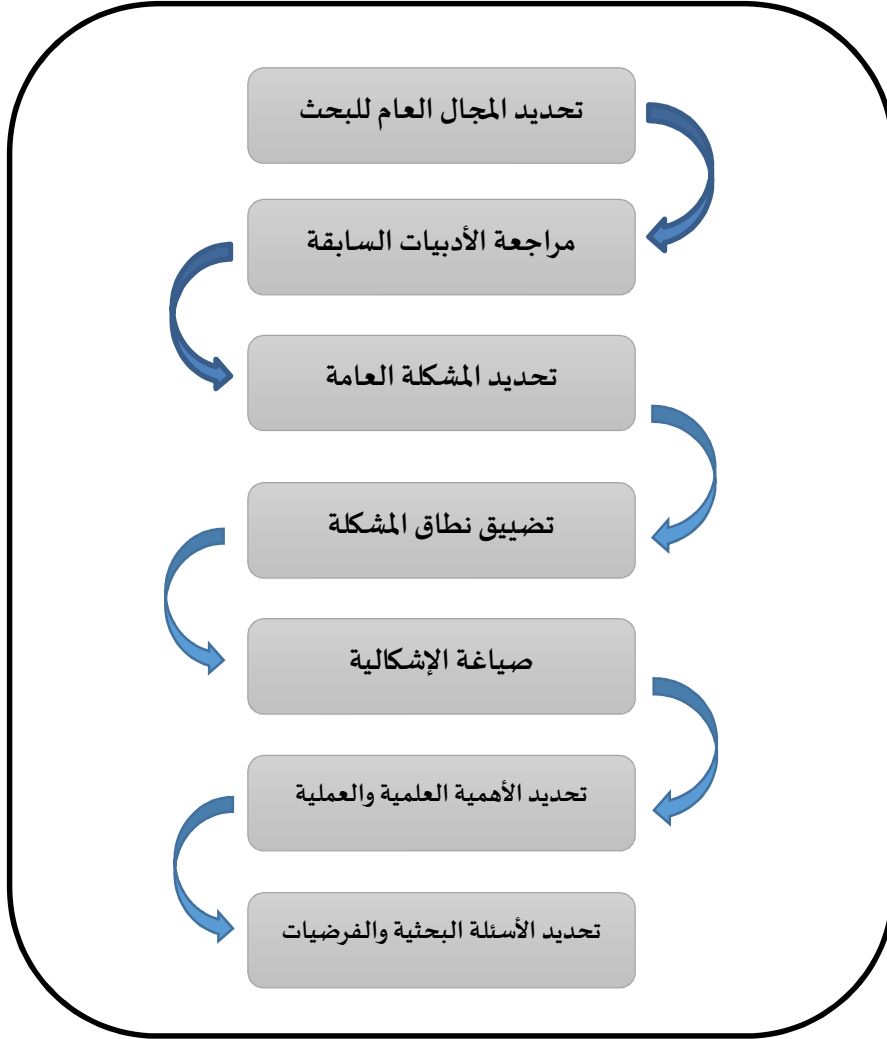 تحديد المجال العام للبحث
مراجعة الأدبيات السابقة
تحديد المشكلة العامة
تضييق نطاق المشكلة
صياغة الإشكالية
تحديد الأهمية العلمية والعملية
تحديد الأسئلة البحثية والفرضيات